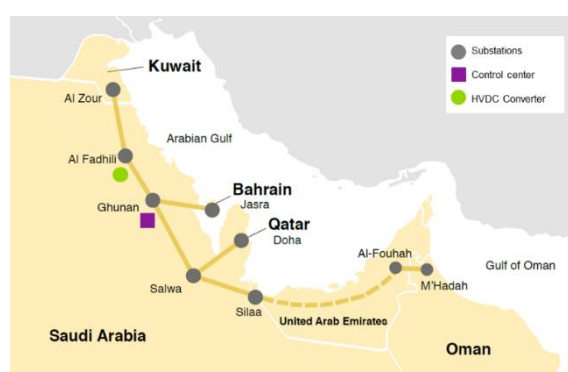 Kuwait
Substations
Control center
HVDC Converter
Al Zour
Arabian Gulf
Al Fadhili
Bahrain
Jasra
Ghunan
Qatar
Doha
Al-Fouhah
Gulf of Oman
M'Hadah
Salwa
Silaa
United Arab Emirates
Saudi Arabia
Oman